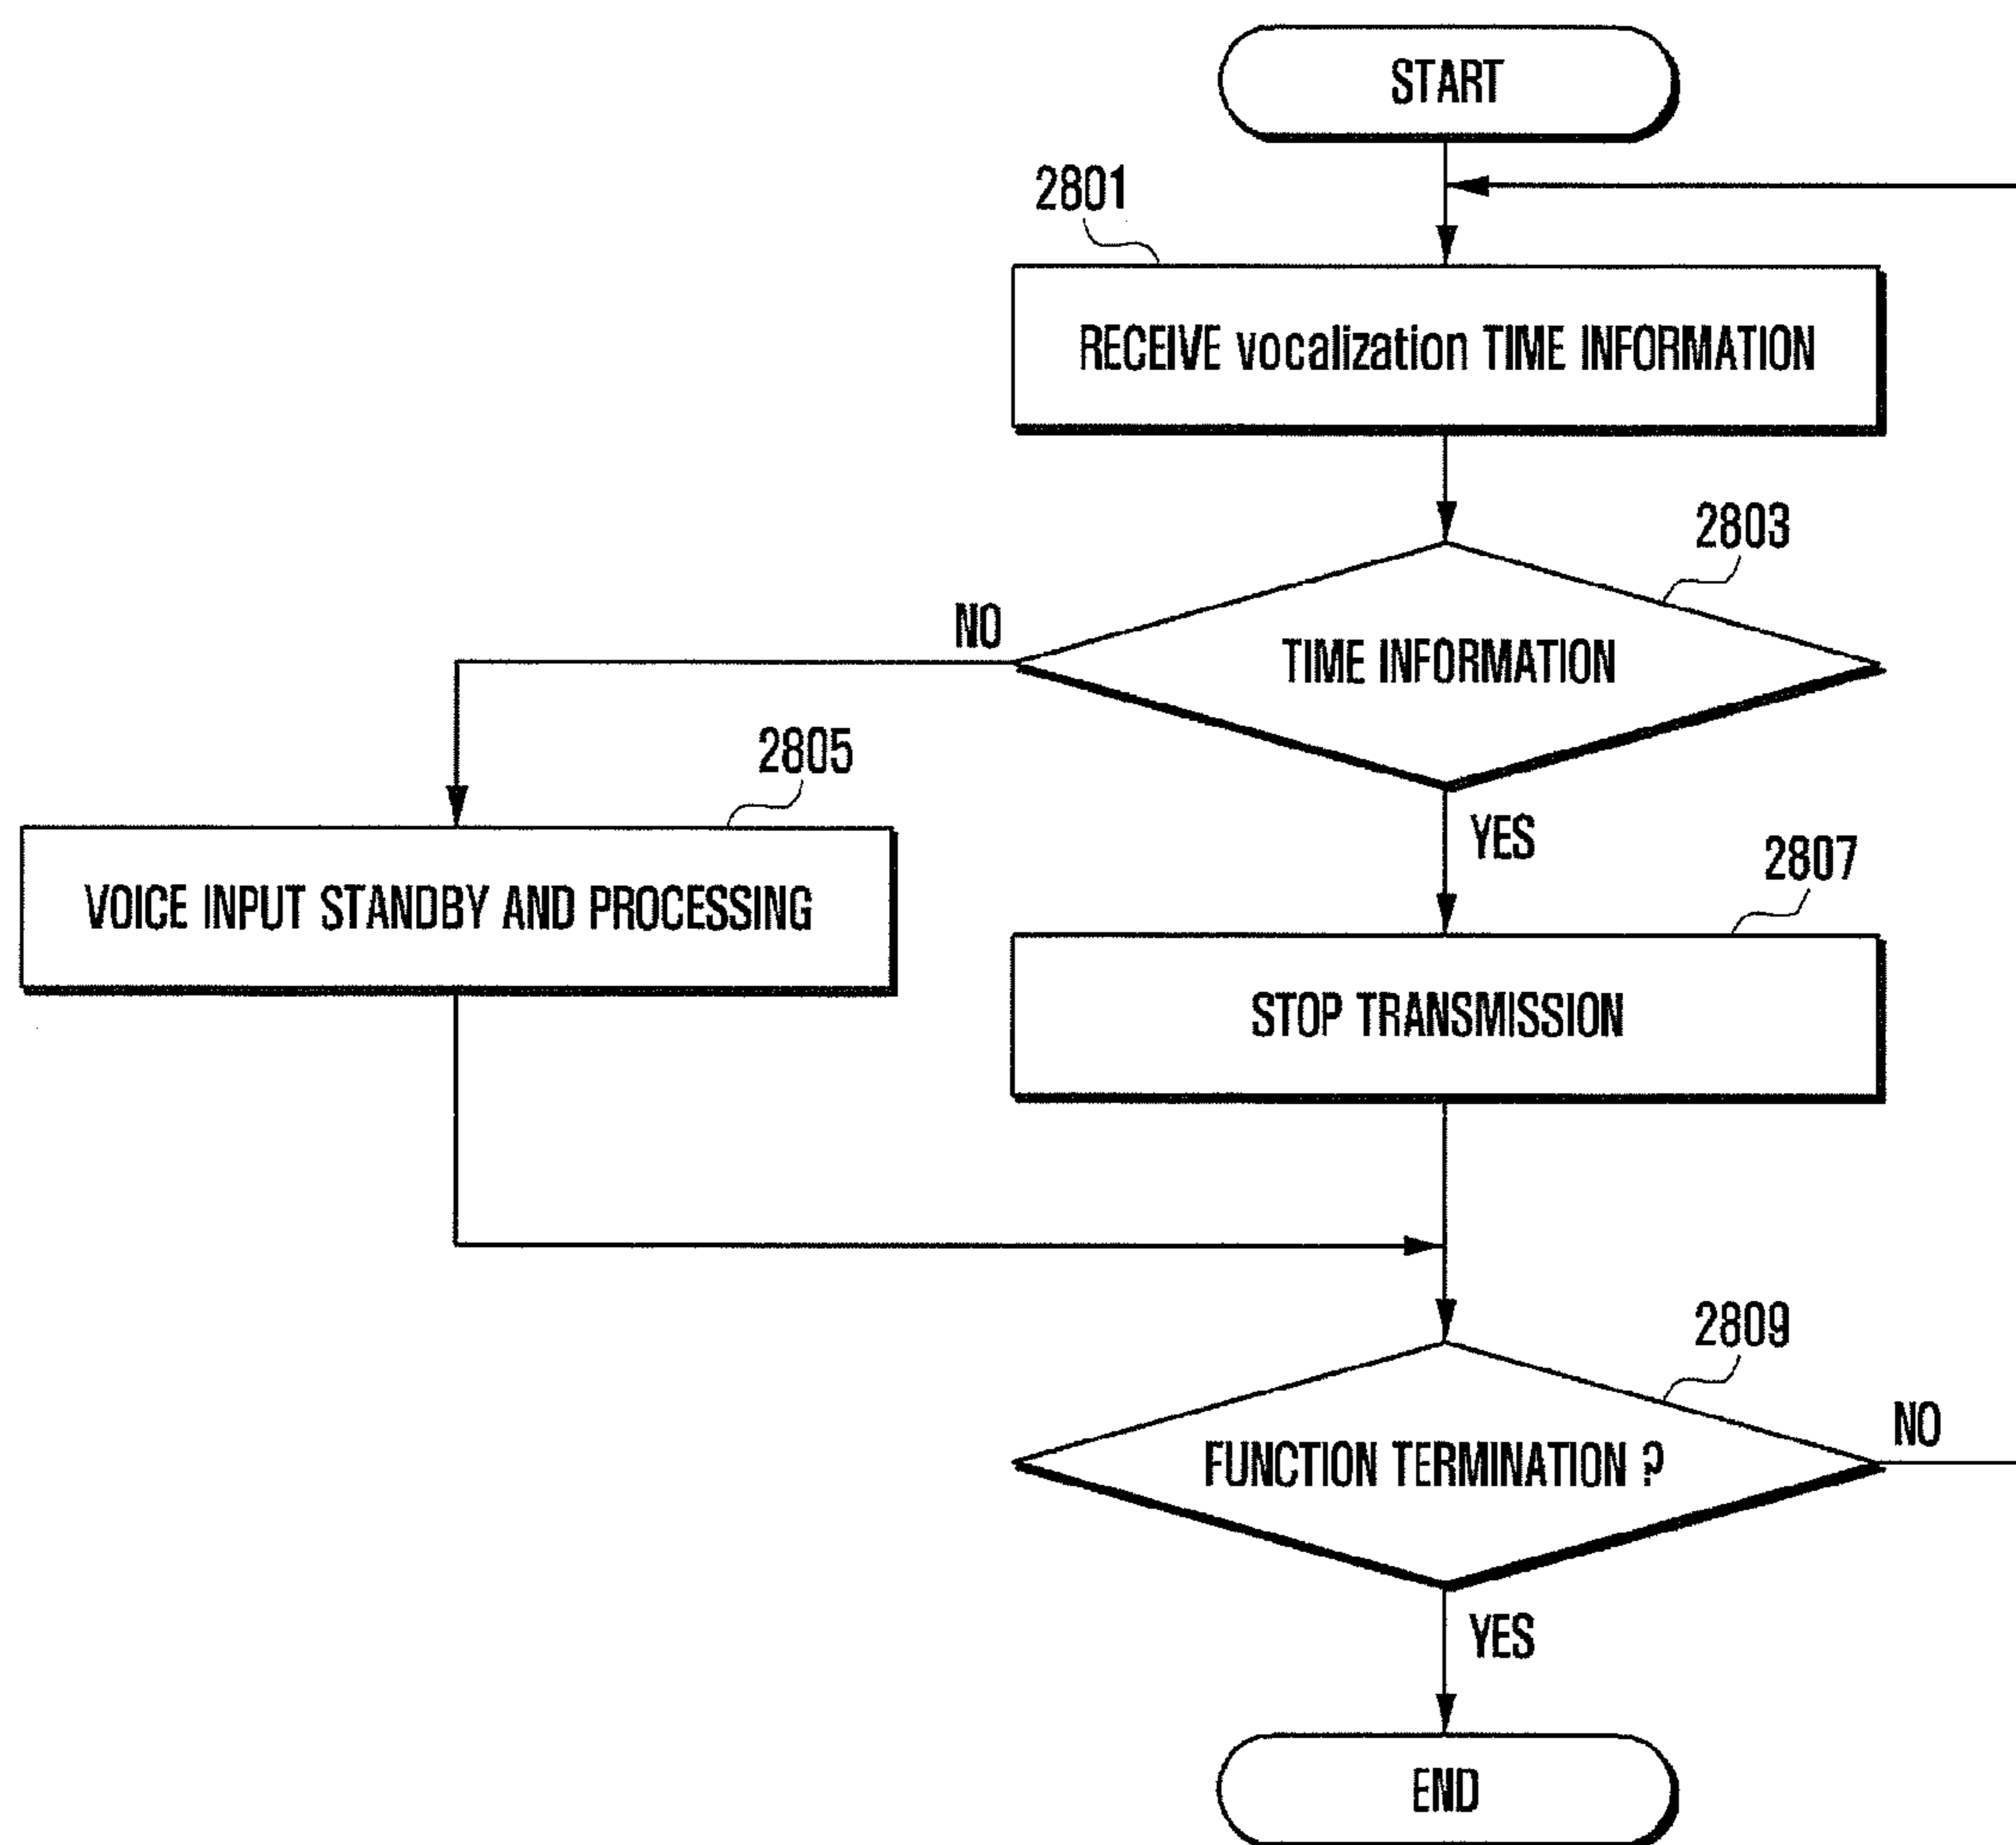 START
2801
RECEIVE vocalization TIME INFORMATION
2803
NO
TIME INFORMATION
2805
YES
2807
VOICE INPUT STANDBY AND PROCESSING
STOP TRANSMISSION
2809
NO
FUNCTION TERMINATION ?
YES
END